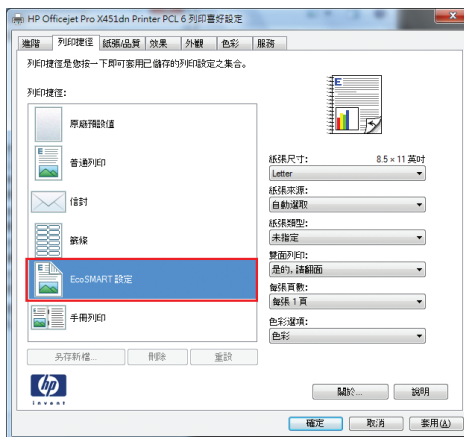 HP Officejet Pro X451dn Printer PCL 6 列印喜好設定
進階 列印捷徑 紙張/品質 效果 外觀 色彩 服務
列印捷徑是您按一下即可套用已儲存的列印設定之集合。
列印捷徑:
原廠預設值
普通列印
信封
篩條
EcoSMART 設定
手冊列印
另存新檔... 刪除 重設
紙張尺寸: 8.5 × 11 英吋
Letter
紙張來源:
自動選取
紙張類型:
未指定
雙面列印:
是的, 請翻面
每張頁數:
每張 1 頁
色彩選項:
色彩
hp
invent
關於... 說明
確定 取消 套用(A)